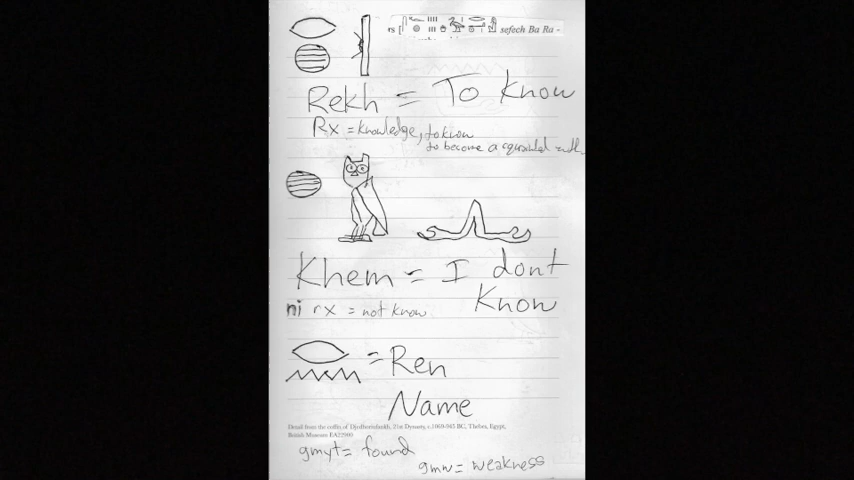 sefech Ba Ra -
Rekh = To know
Rx = knowledge, to know
to become acquainted with
Khem = I dont
Know
ni rx = not know
= Ren
Name
Detail from the coffin of Djedhoriufankh, 21st Dynasty, c.1069-945 BC, Thebes, Egypt,
British Museum EA22900
gmyt = found
gmw = weakness